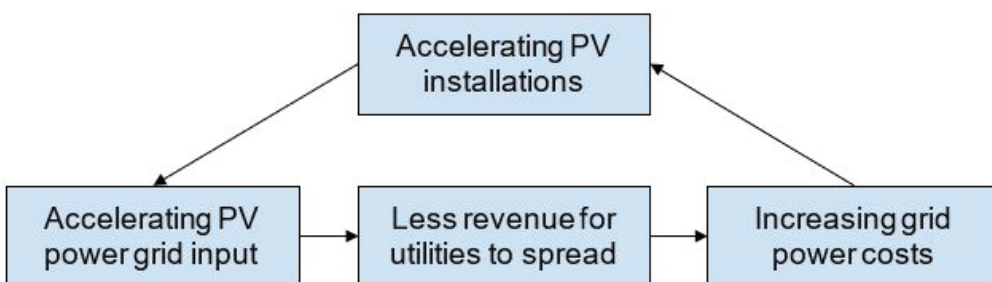 Accelerating PV
installations
Accelerating PV
power grid input
Less revenue for
utilities to spread
Increasing grid
power costs